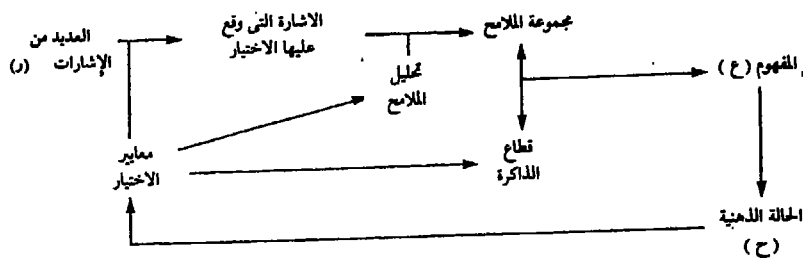 العديد من
الإشارات (ر)
الاشارة التى وقع
عليها الاختيار
مجموعة الملامح
تحليل
الملامح
المفهوم (ع)
معايير
الاختيار
قطاع
الذاكرة
الحالة الذهنية
(ح)